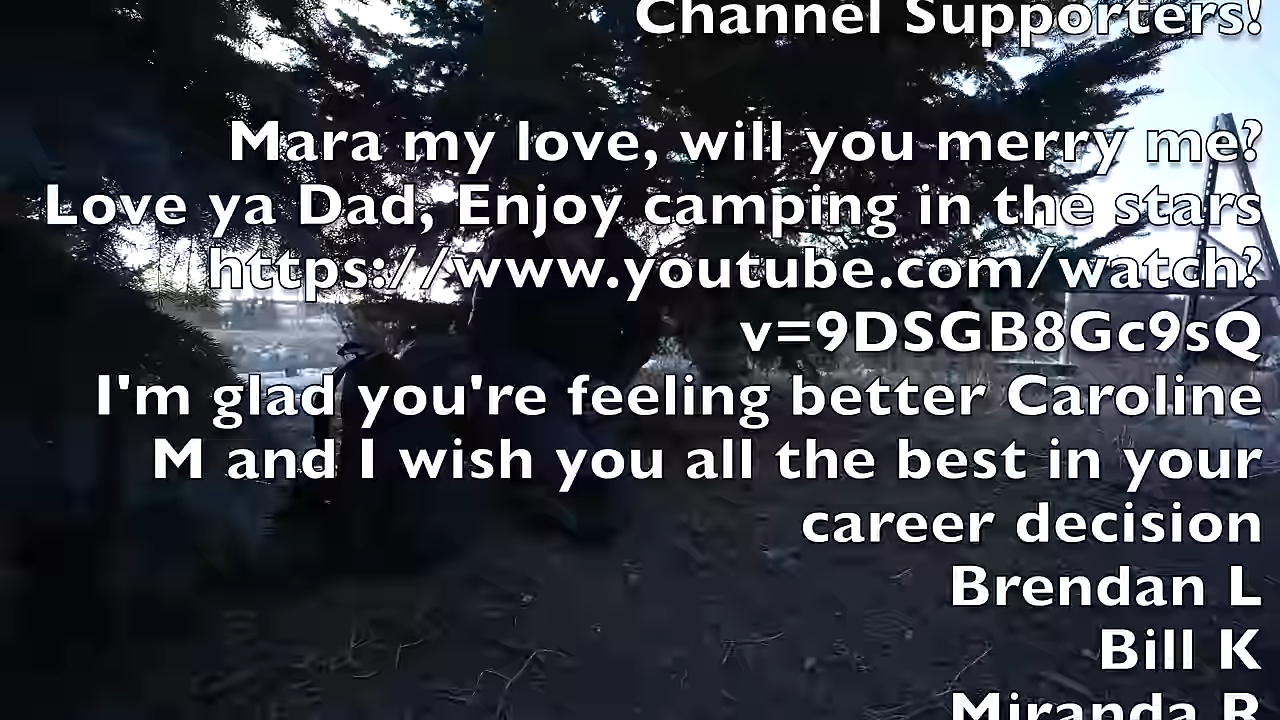 Channel Supporters!
Mara my love, will you merry me?
Love ya Dad, Enjoy camping in the stars
https://www.youtube.com/watch?
v=9DSGB8Gc9sQ
I'm glad you're feeling better Caroline
M and I wish you all the best in your
career decision
Brendan L
Bill K
Miranda